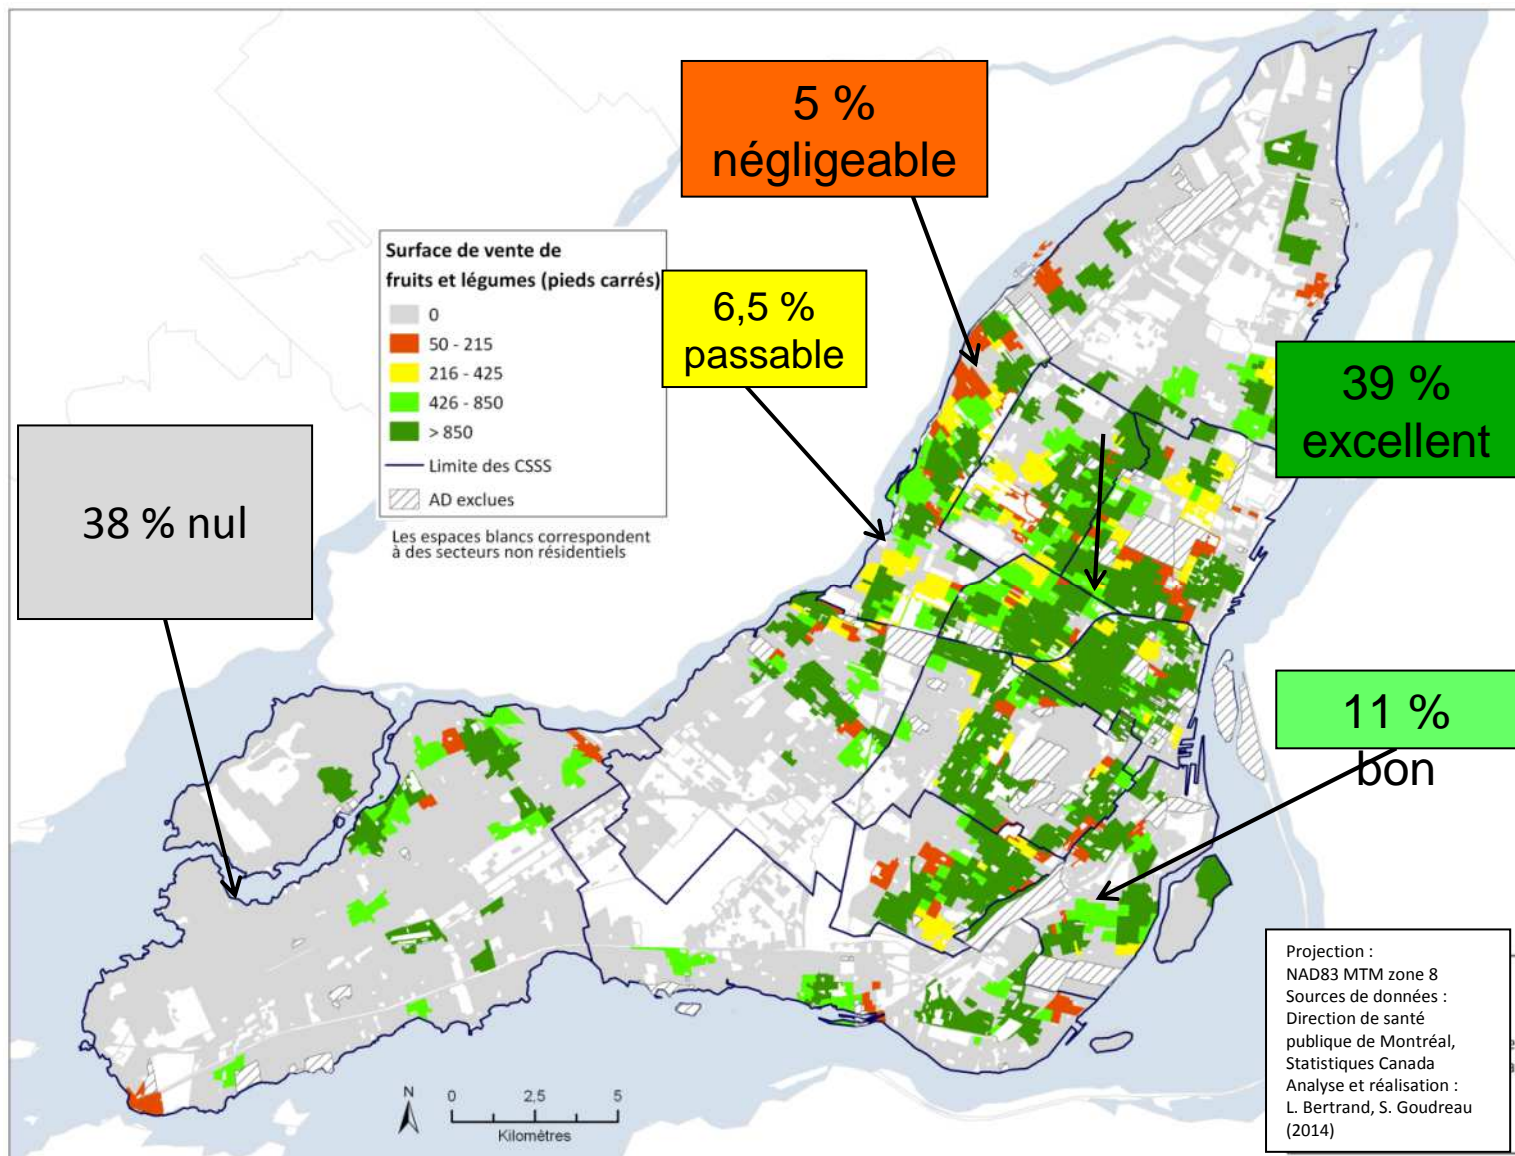 5 %
négligeable
Surface de vente de
fruits et légumes (pieds carrés)
0
50 - 215
216 - 425
426 - 850
> 850
Limite des CSSS
AD exclues
Les espaces blancs correspondent
à des secteurs non résidentiels
6,5 %
passable
39 %
excellent
38 % nul
11 %
bon
Projection :
NAD83 MTM zone 8
Sources de données :
Direction de santé
publique de Montréal,
Statistiques Canada
Analyse et réalisation :
L. Bertrand, S. Goudreau
(2014)
N
0 2,5 5
Kilomètres